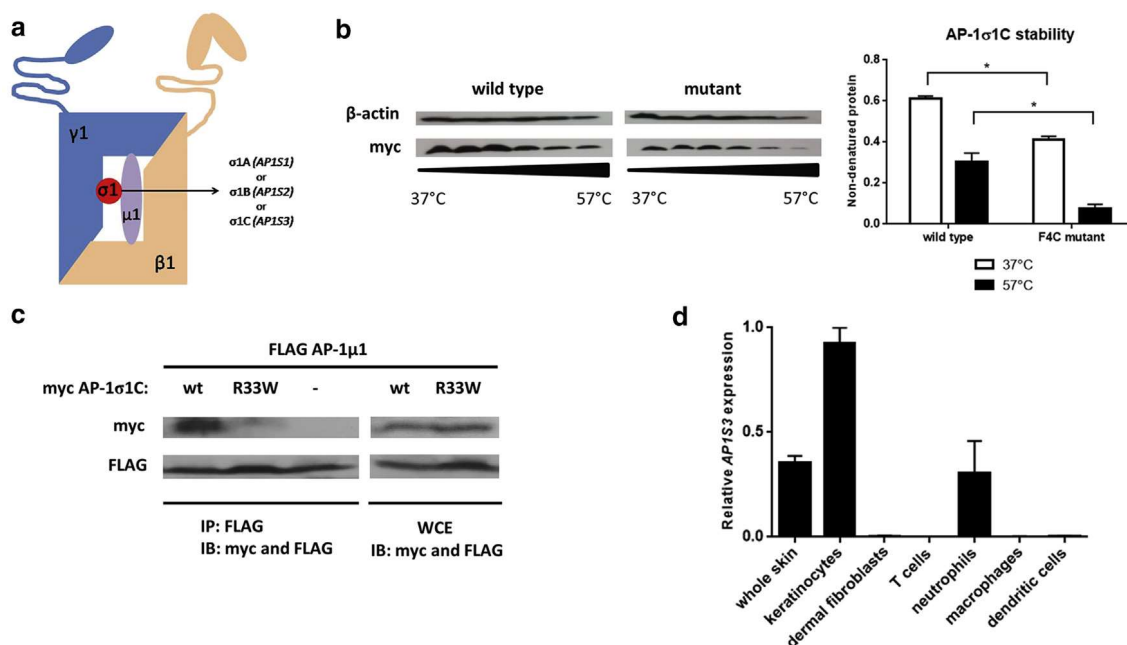 a
γ1
σ1
μ1
β1
σ1A (AP1S1)
or
σ1B (AP1S2)
or
σ1C (AP1S3)
b
wild type mutant
β-actin
myc
37°C 57°C 37°C 57°C
AP-1σ1C stability
Non-denatured protein
0.8
0.6
0.4
0.2
0.0
* *
wild type F4C mutant
37°C
57°C
c
FLAG AP-1μ1
myc AP-1σ1C: wt R33W - wt R33W
myc
FLAG
IP: FLAG
IB: myc and FLAG
WCE
IB: myc and FLAG
d
Relative AP1S3 expression
1.0
0.5
0.0
whole skin
keratinocytes
dermal fibroblasts
T cells
neutrophils
macrophages
dendritic cells